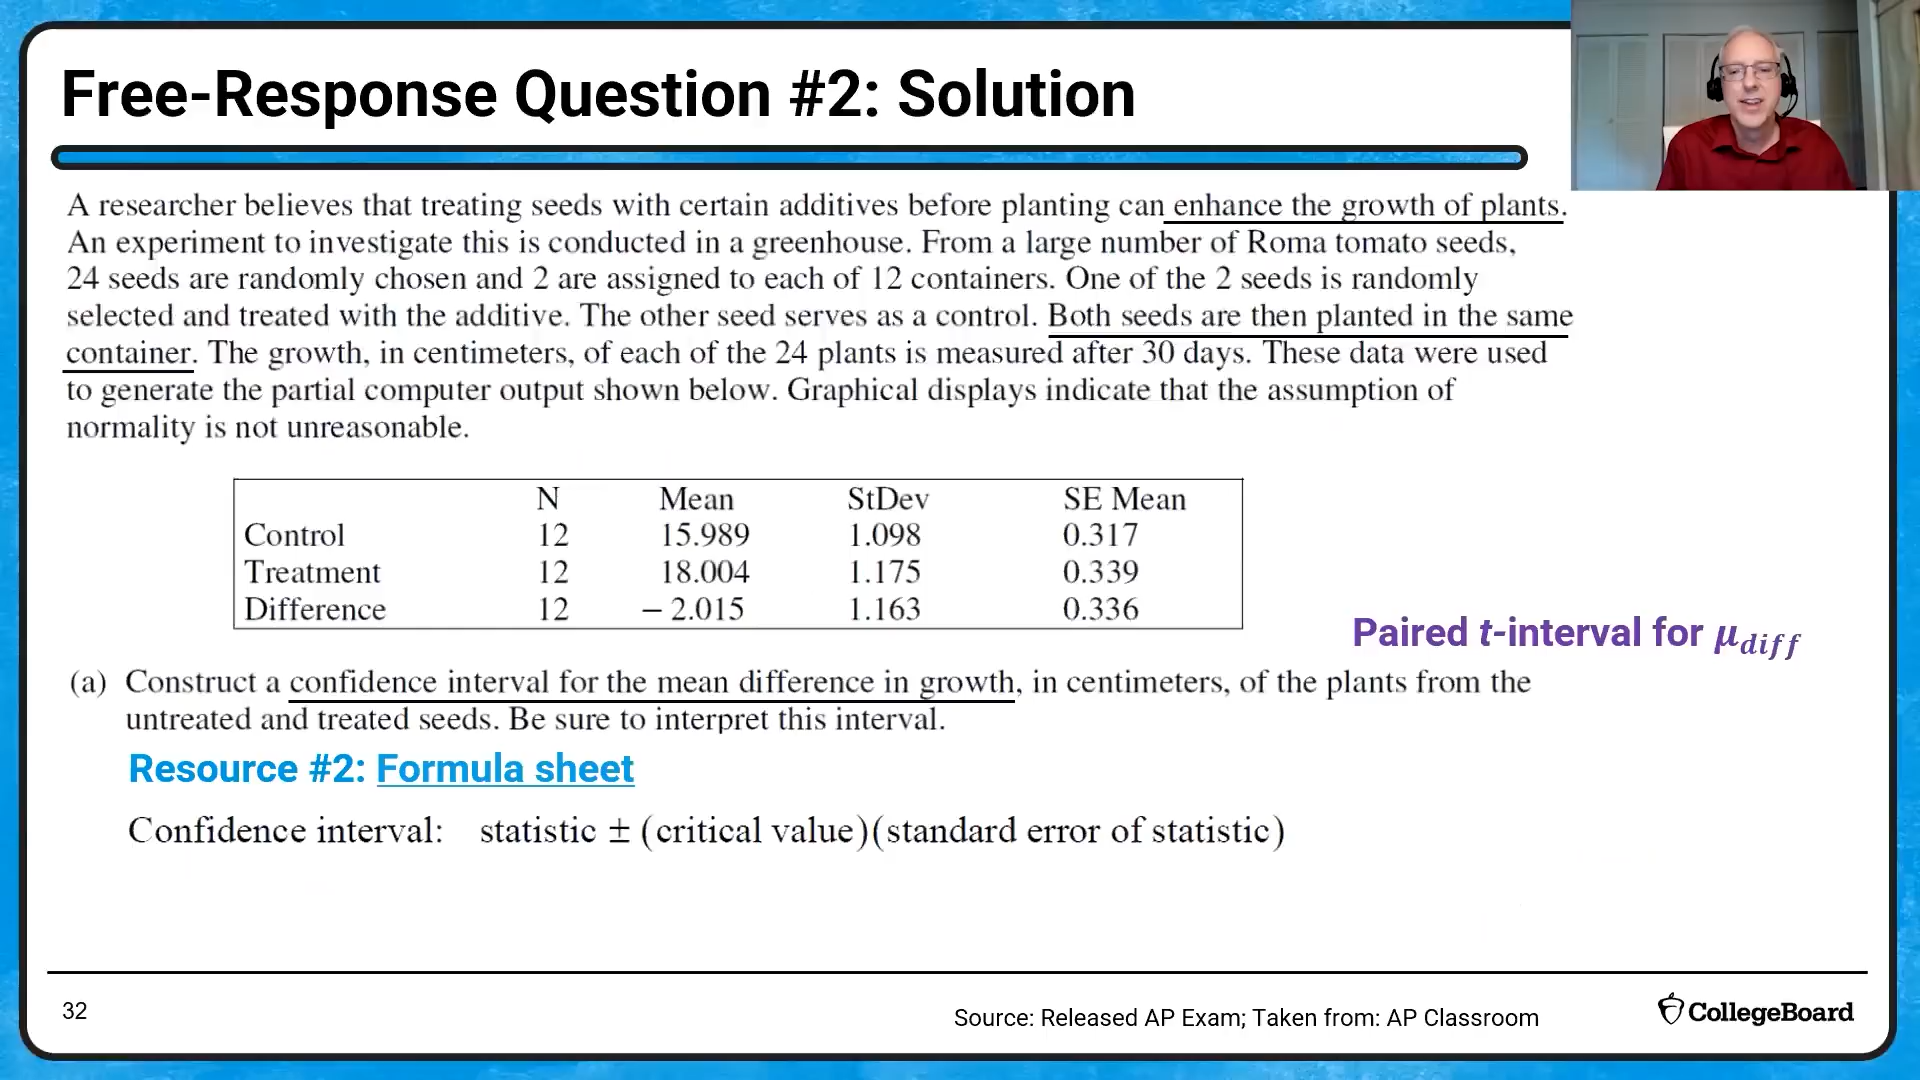 Free-Response Question #2: Solution
A researcher believes that treating seeds with certain additives before planting can enhance the growth of plants.
An experiment to investigate this is conducted in a greenhouse. From a large number of Roma tomato seeds,
24 seeds are randomly chosen and 2 are assigned to each of 12 containers. One of the 2 seeds is randomly
selected and treated with the additive. The other seed serves as a control. Both seeds are then planted in the same
container. The growth, in centimeters, of each of the 24 plants is measured after 30 days. These data were used
to generate the partial computer output shown below. Graphical displays indicate that the assumption of
normality is not unreasonable.
N Mean StDev SE Mean
Control 12 15.989 1.098 0.317
Treatment 12 18.004 1.175 0.339
Difference 12 − 2.015 1.163 0.336
Paired t-interval for μdiff
(a) Construct a confidence interval for the mean difference in growth, in centimeters, of the plants from the
untreated and treated seeds. Be sure to interpret this interval.
Resource #2: Formula sheet
Confidence interval: statistic ± (critical value)(standard error of statistic)
32
Source: Released AP Exam; Taken from: AP Classroom
CollegeBoard